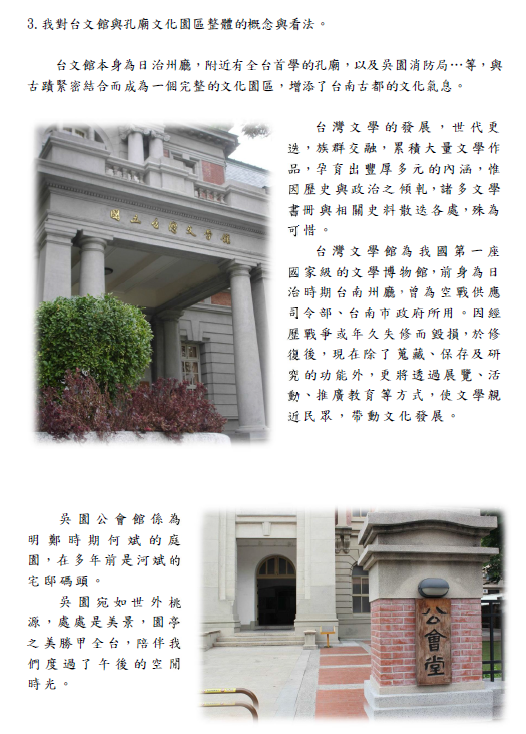 3.我對台文館與孔廟文化園區整體的概念與看法。
台文館本身為日治州廳，附近有全台首學的孔廟，以及吳園消防局…等，與
古蹟緊密結合而成為一個完整的文化園區，增添了台南古都的文化氣息。
台灣文學的發展，世代更
迭，族群交融，累積大量文學作
品，孕育出豐厚多元的內涵，惟
因歷史與政治之傾軋，諸多文學
書冊與相關史料散迭各處，殊為
可惜。
台灣文學館為我國第一座
國家級的文學博物館，前身為日
治時期台南州廳，曾為空戰供應
司令部、台南市政府所用。因經
歷戰爭或年久失修而毀損，於修
復後，現在除了蒐藏、保存及研
究的功能外，更將透過展覽、活
動、推廣教育等方式，使文學親
近民眾，帶動文化發展。
國立台灣文學館
吳園公會館係為
明鄭時期何斌的庭
園，在多年前是河斌的
宅邸碼頭。
吳園宛如世外桃
源，處處是美景，園亭
之美勝甲全台，陪伴我
們度過了午後的空閒
時光。
公會堂